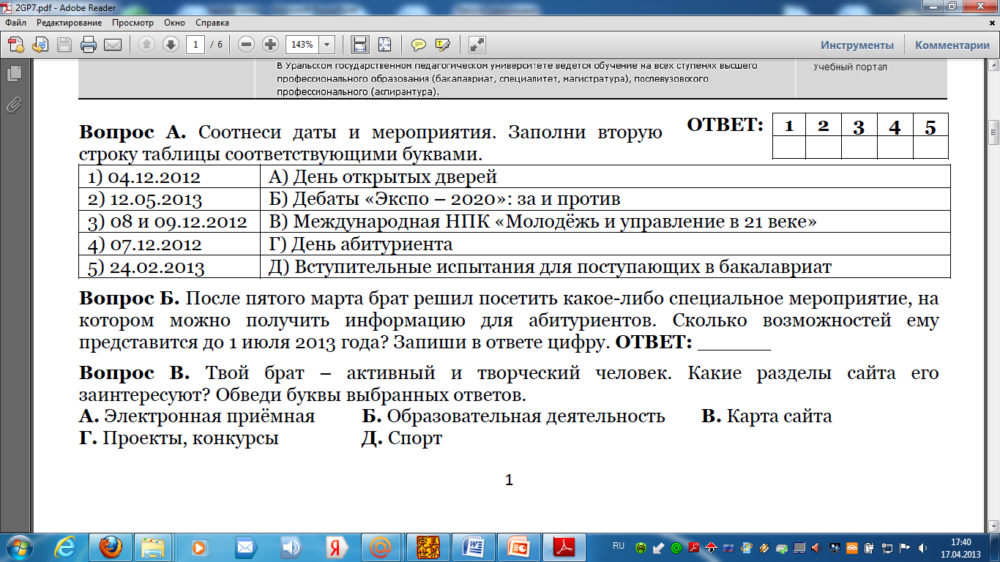 2GP7.pdf - Adobe Reader
Файл Редактирование Просмотр Окно Справка
1 / 6 143% Инструменты Комментарии
В Уральском государственном педагогическом университете ведется обучение на всех ступенях высшего
профессионального образования (бакалавриат, специалитет, магистратура), послевузовского
профессионального (аспирантура).
Учебный портал
Вопрос А. Соотнеси даты и мероприятия. Заполни вторую
строку таблицы соответствующими буквами.
ОТВЕТ: 1 2 3 4 5
1) 04.12.2012 А) День открытых дверей
2) 12.05.2013 Б) Дебаты «Экспо – 2020»: за и против
3) 08 и 09.12.2012 В) Международная НПК «Молодёжь и управление в 21 веке»
4) 07.12.2012 Г) День абитуриента
5) 24.02.2013 Д) Вступительные испытания для поступающих в бакалавриат
Вопрос Б. После пятого марта брат решил посетить какое-либо специальное мероприятие, на
котором можно получить информацию для абитуриентов. Сколько возможностей ему
представится до 1 июля 2013 года? Запиши в ответе цифру. ОТВЕТ: _______
Вопрос В. Твой брат – активный и творческий человек. Какие разделы сайта его
заинтересуют? Обведи буквы выбранных ответов.
А. Электронная приёмная Б. Образовательная деятельность В. Карта сайта
Г. Проекты, конкурсы Д. Спорт
1
RU
17:40
17.04.2013